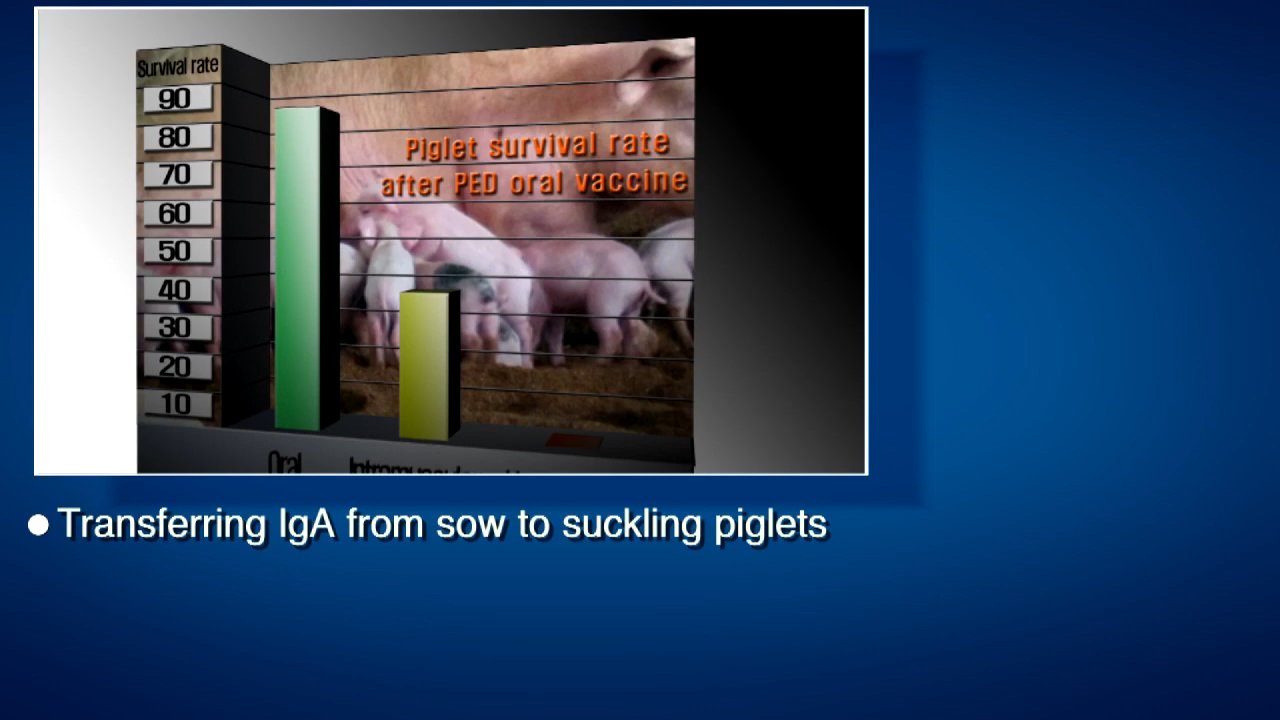 Survival rate
90
80
70
60
50
40
30
20
10
Piglet survival rate
after PED oral vaccine
Oral
● Transferring IgA from sow to suckling piglets